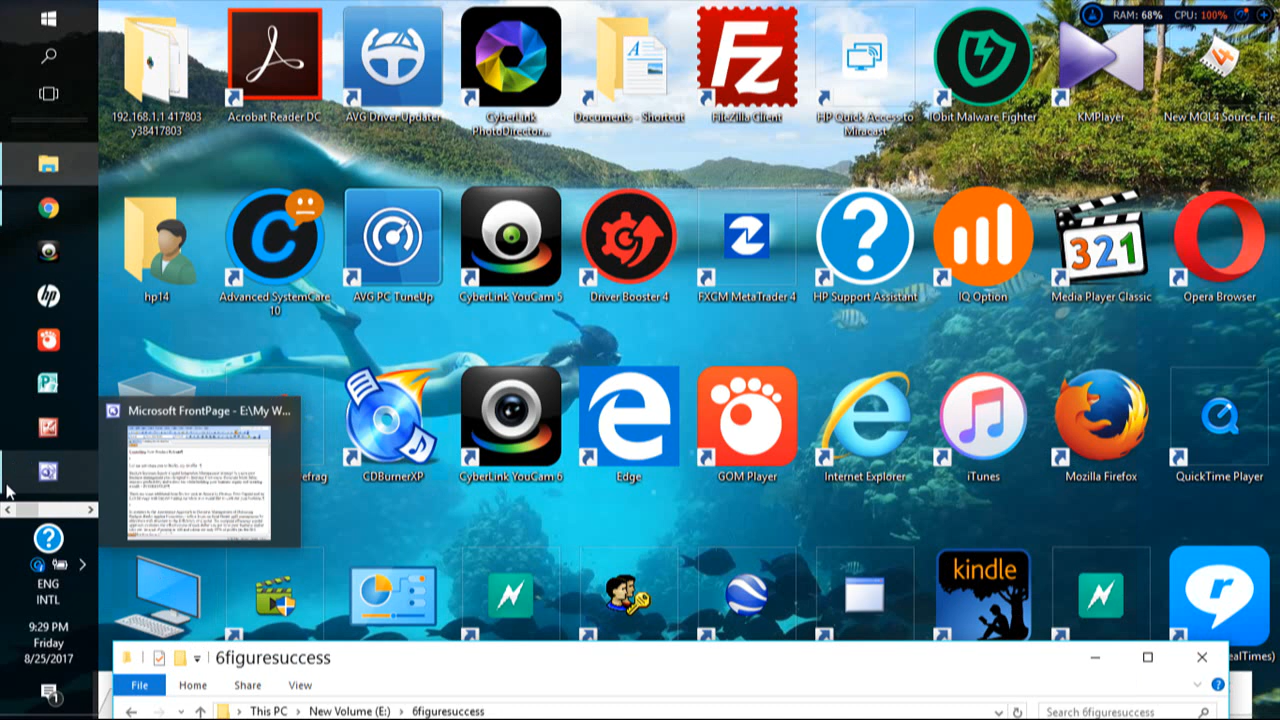 RAM: 68% CPU: 100%
192.168.1.1 417803
y38417803
Acrobat Reader DC
AVG Driver Updater
CyberLink
PhotoDirector...
Documents - Shortcut
FileZilla Client
HP Quick Access to
Miracast
IObit Malware Fighter
KMPlayer
New MQL4 Source File
hp14
Advanced SystemCare
10
AVG PC TuneUp
CyberLink YouCam 5
Driver Booster 4
FXCM MetaTrader 4
HP Support Assistant
IQ Option
321
Media Player Classic
Opera Browser
Microsoft FrontPage - E:\My W...
efrag
CDBurnerXP
CyberLink YouCam 6
Edge
GOM Player
Internet Explorer
iTunes
Mozilla Firefox
QuickTime Player
kindle
ealTimes)
ENG
INTL
9:29 PM
Friday
8/25/2017
6figuresuccess
File Home Share View
This PC > New Volume (E:) > 6figuresuccess
Search 6figuresuccess